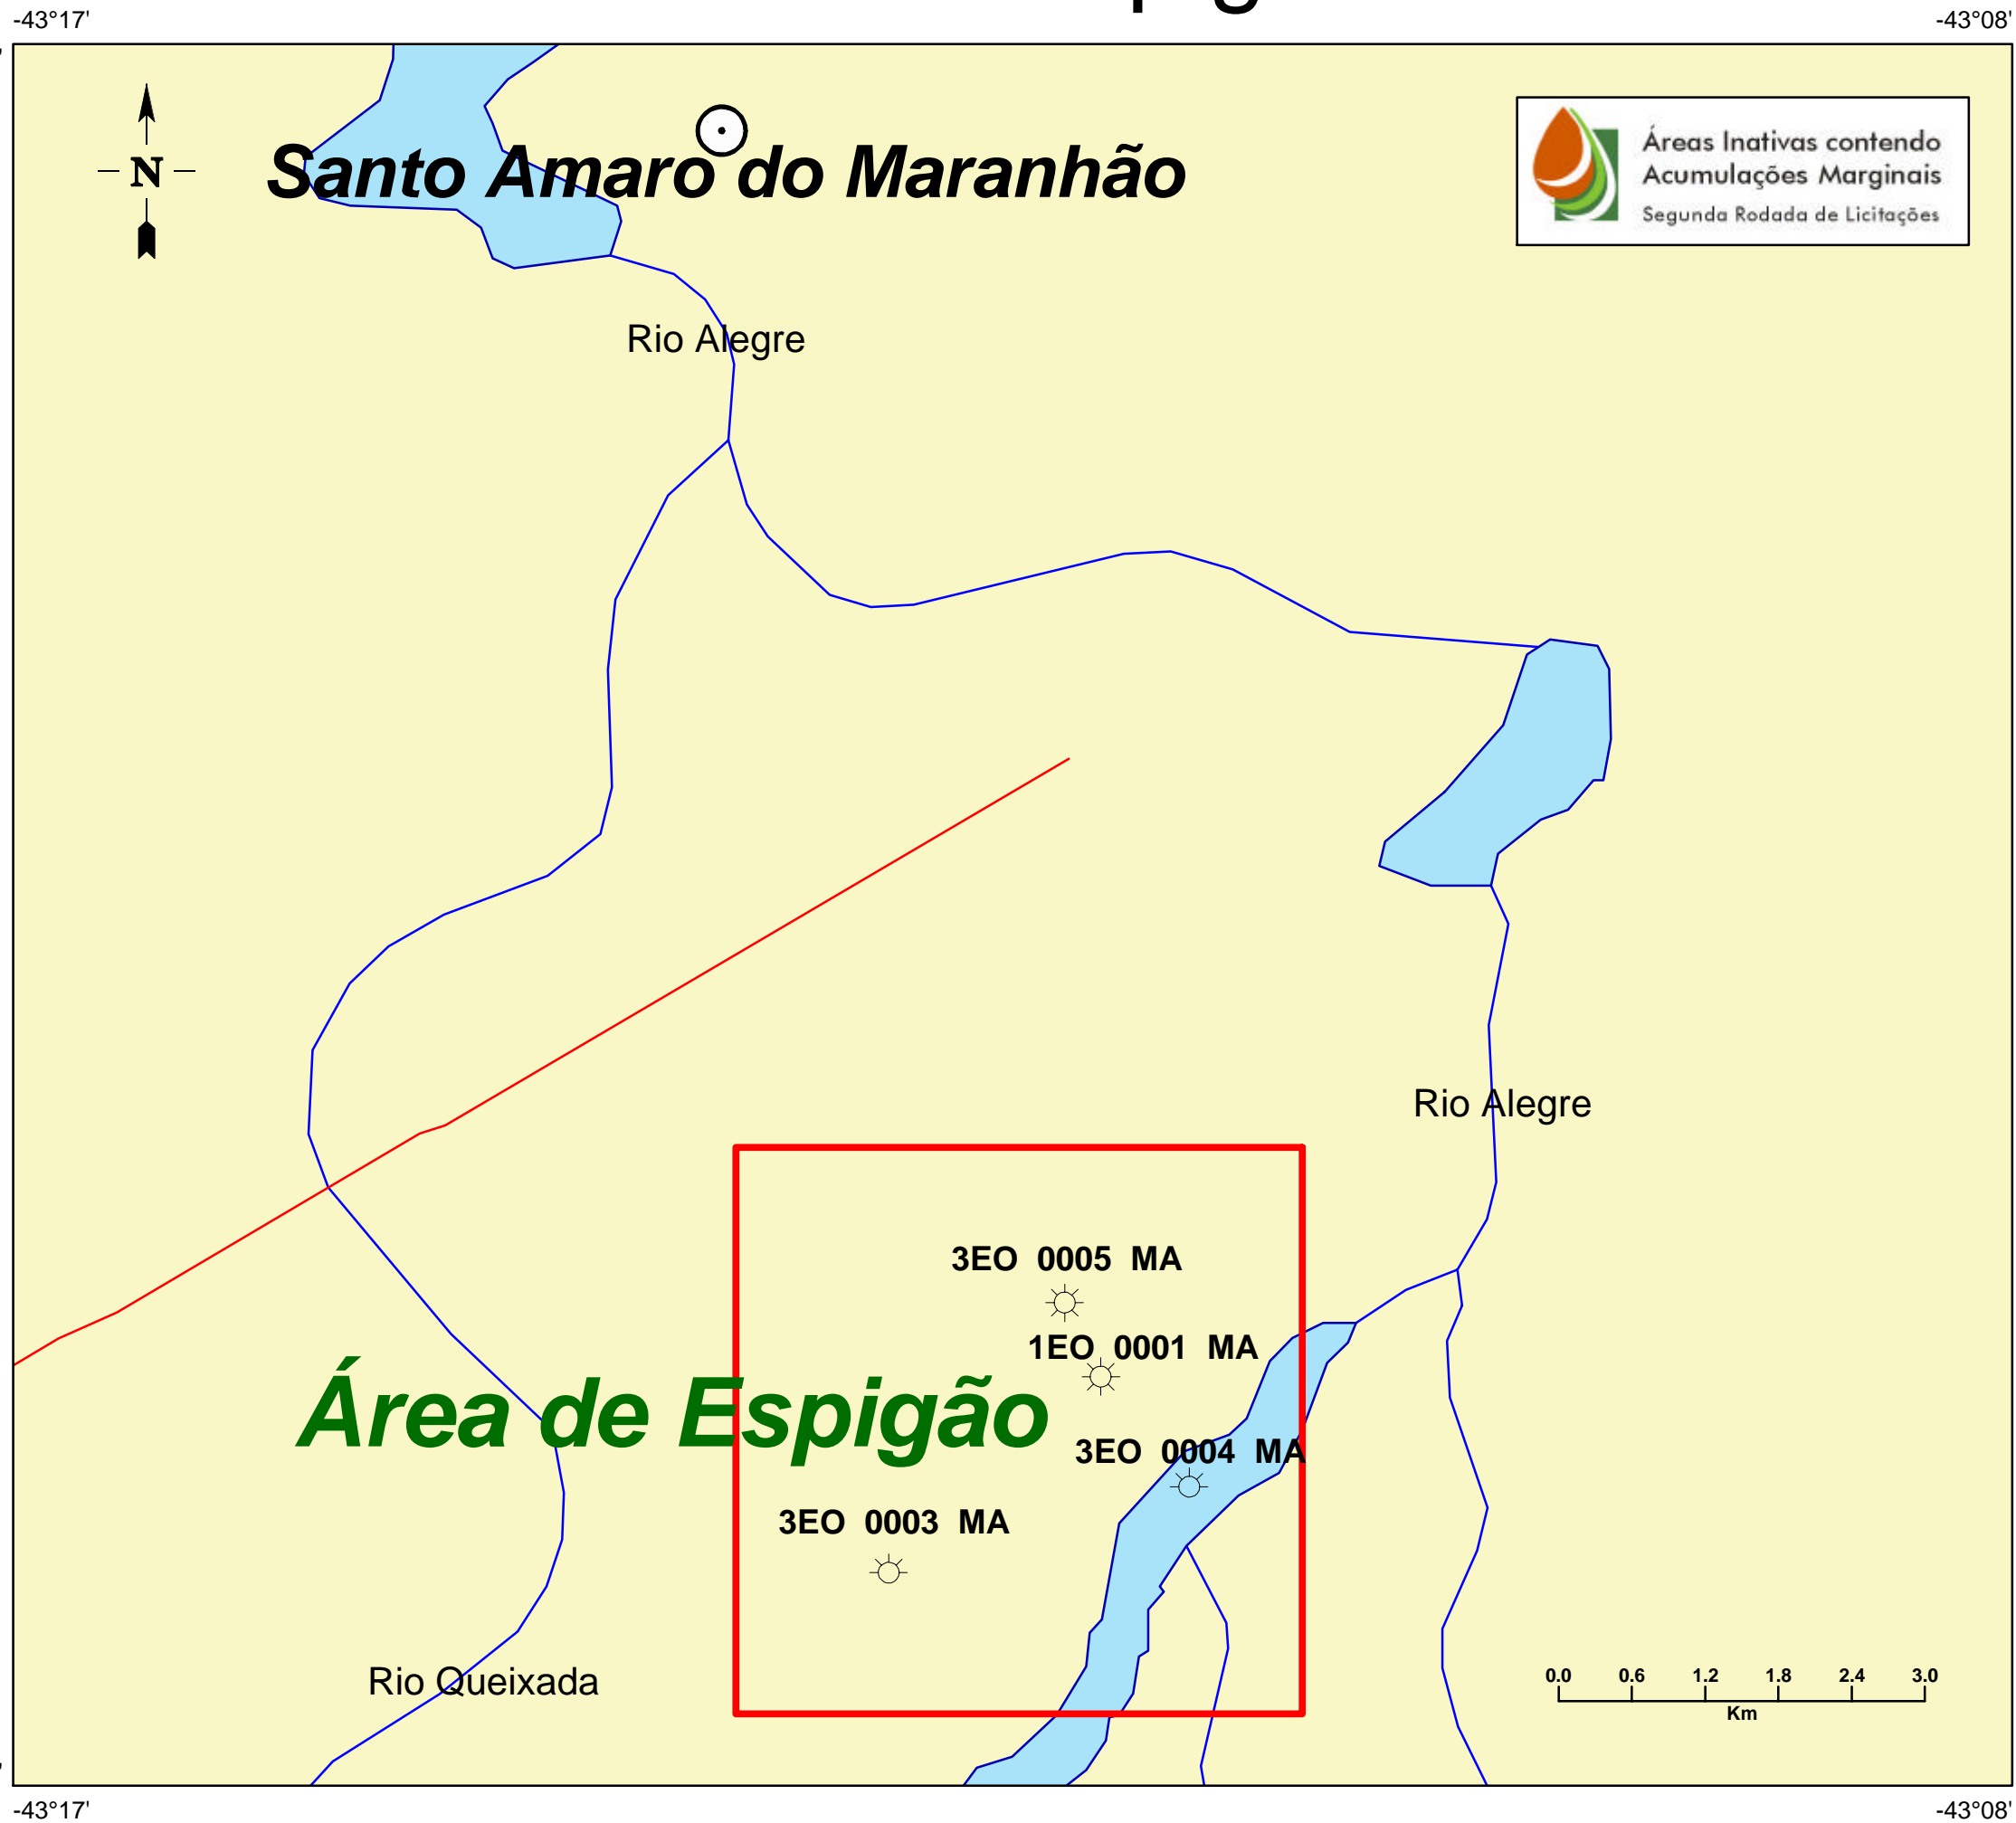 -43°17' -43°08'
N
Santo Amaro do Maranhão
Áreas Inativas contendo
Acumulações Marginais
Segunda Rodada de Licitações
Rio Alegre
Rio Alegre
3EO 0005 MA
1EO 0001 MA
Área de Espigão
3EO 0004 MA
3EO 0003 MA
Rio Queixada
0.0 0.6 1.2 1.8 2.4 3.0
Km
-43°17' -43°08'